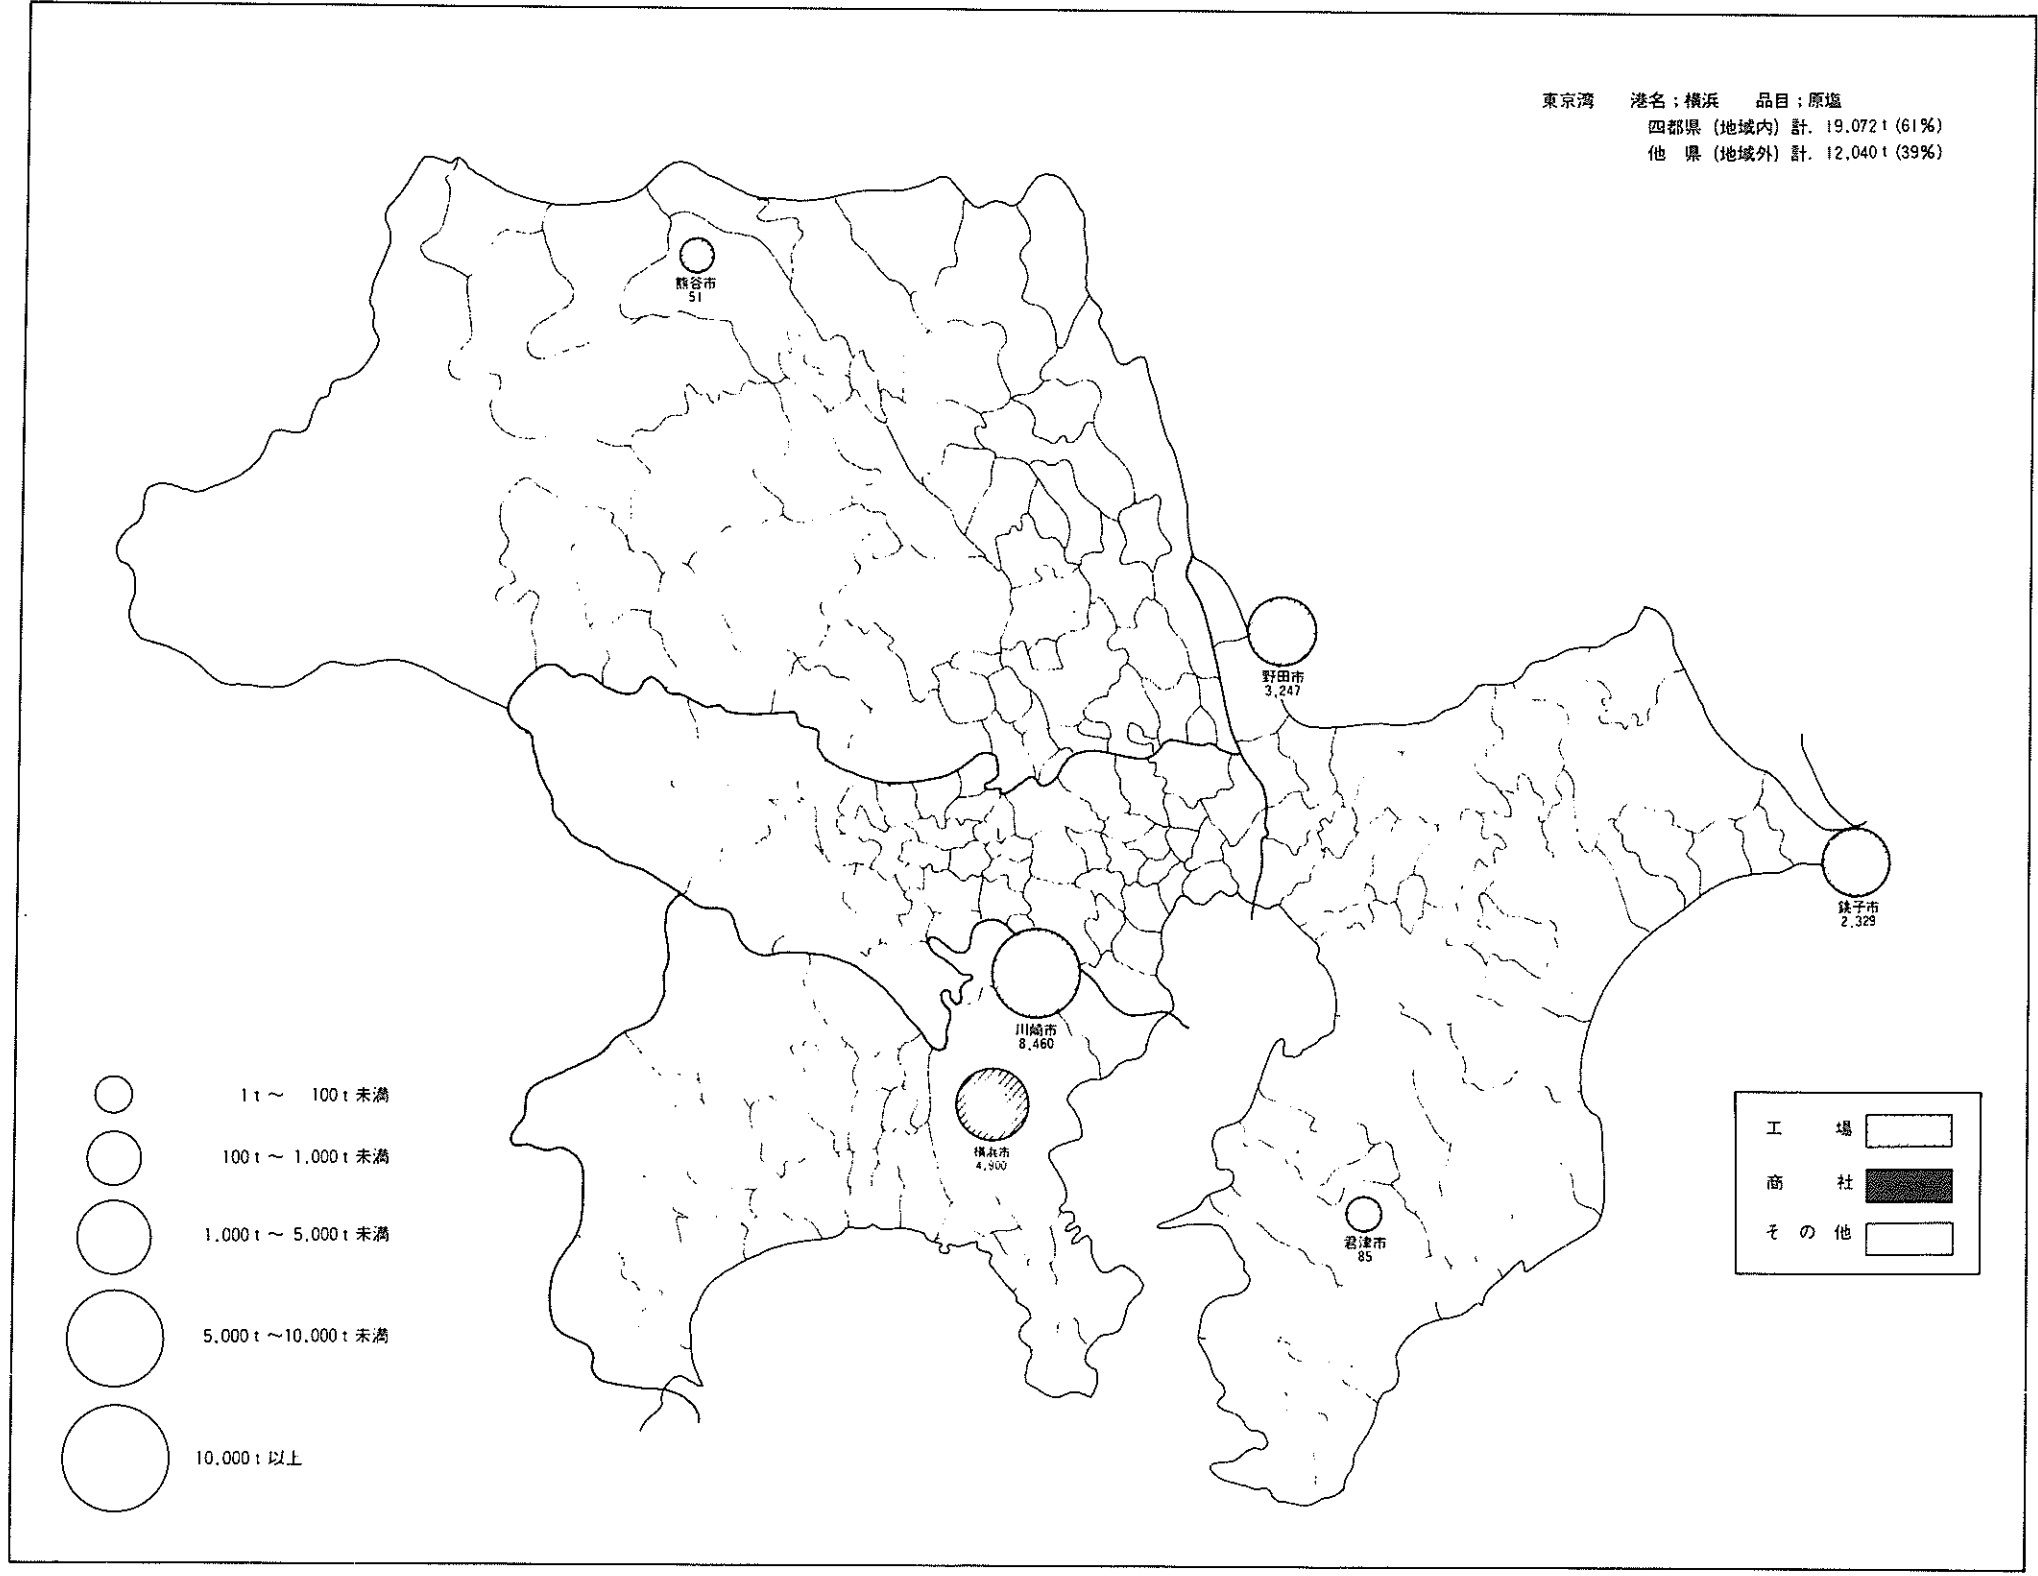 東京湾 港名；横浜 品目；原塩
四都県（地域内）計. 19,072t（61%）
他 県（地域外）計. 12,040t（39%）
熊谷市
51
野田市
3,247
銚子市
2,329
川崎市
8,460
横浜市
4,900
君津市
85
1t～ 100t未満
100t～ 1,000t未満
1,000t～ 5,000t未満
5,000t～10,000t未満
10,000t以上
工 場
商 社
そ の 他